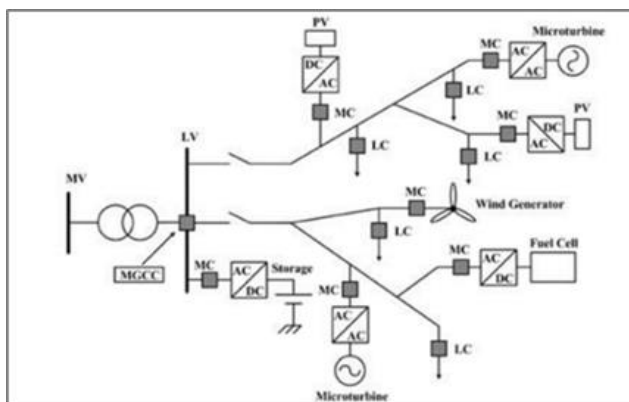 PV
Microturbine
MC
AC
AC
DC
AC
MC
LC
MC
PV
DC
AC
LV
LC
LC
MV
MC
Wind Generator
LC
MGCC
MC
AC
DC
Storage
MC
Fuel Cell
AC
DC
MC
AC
AC
LC
Microturbine